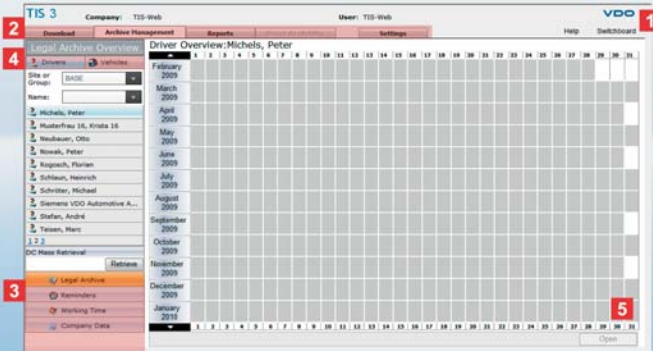 TIS 3 Company: TIS-Web User: TIS-Web VDO
1
2
Download Archive Management Reports Settings Help Switchboard
Legal Archive Overview
Driver Overview:Michels, Peter
4
Drivers Vehicles
Site or Group: BASE
Name:
Michels, Peter
Musterfrau 16, Krista 16
Neubauer, Otto
Nowak, Peter
Rogosch, Florian
Schlaun, Heinrich
Schröter, Michael
Siemens VDO Automotive A...
Stefan, André
Teisen, Marc
1 2 3
DC Mass Retrieval
Retrieve
3
Legal Archive
Reminders
Working Time
Company Data
1 2 3 4 5 6 7 8 9 10 11 12 13 14 15 16 17 18 19 20 21 22 23 24 25 26 27 28 29 30 31
February 2009
March 2009
April 2009
May 2009
June 2009
July 2009
August 2009
September 2009
October 2009
November 2009
December 2009
January 2010
5
1 2 3 4 5 6 7 8 9 10 11 12 13 14 15 16 17 18 19 20 21 22 23 24 25 26 27 28 29 30 31
Open